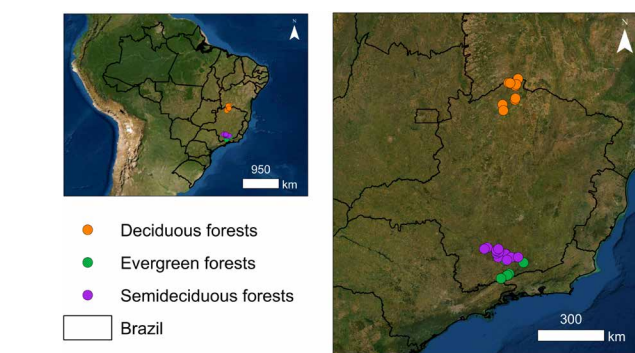 N
950
km
Deciduous forests
Evergreen forests
Semideciduous forests
Brazil
N
300
km